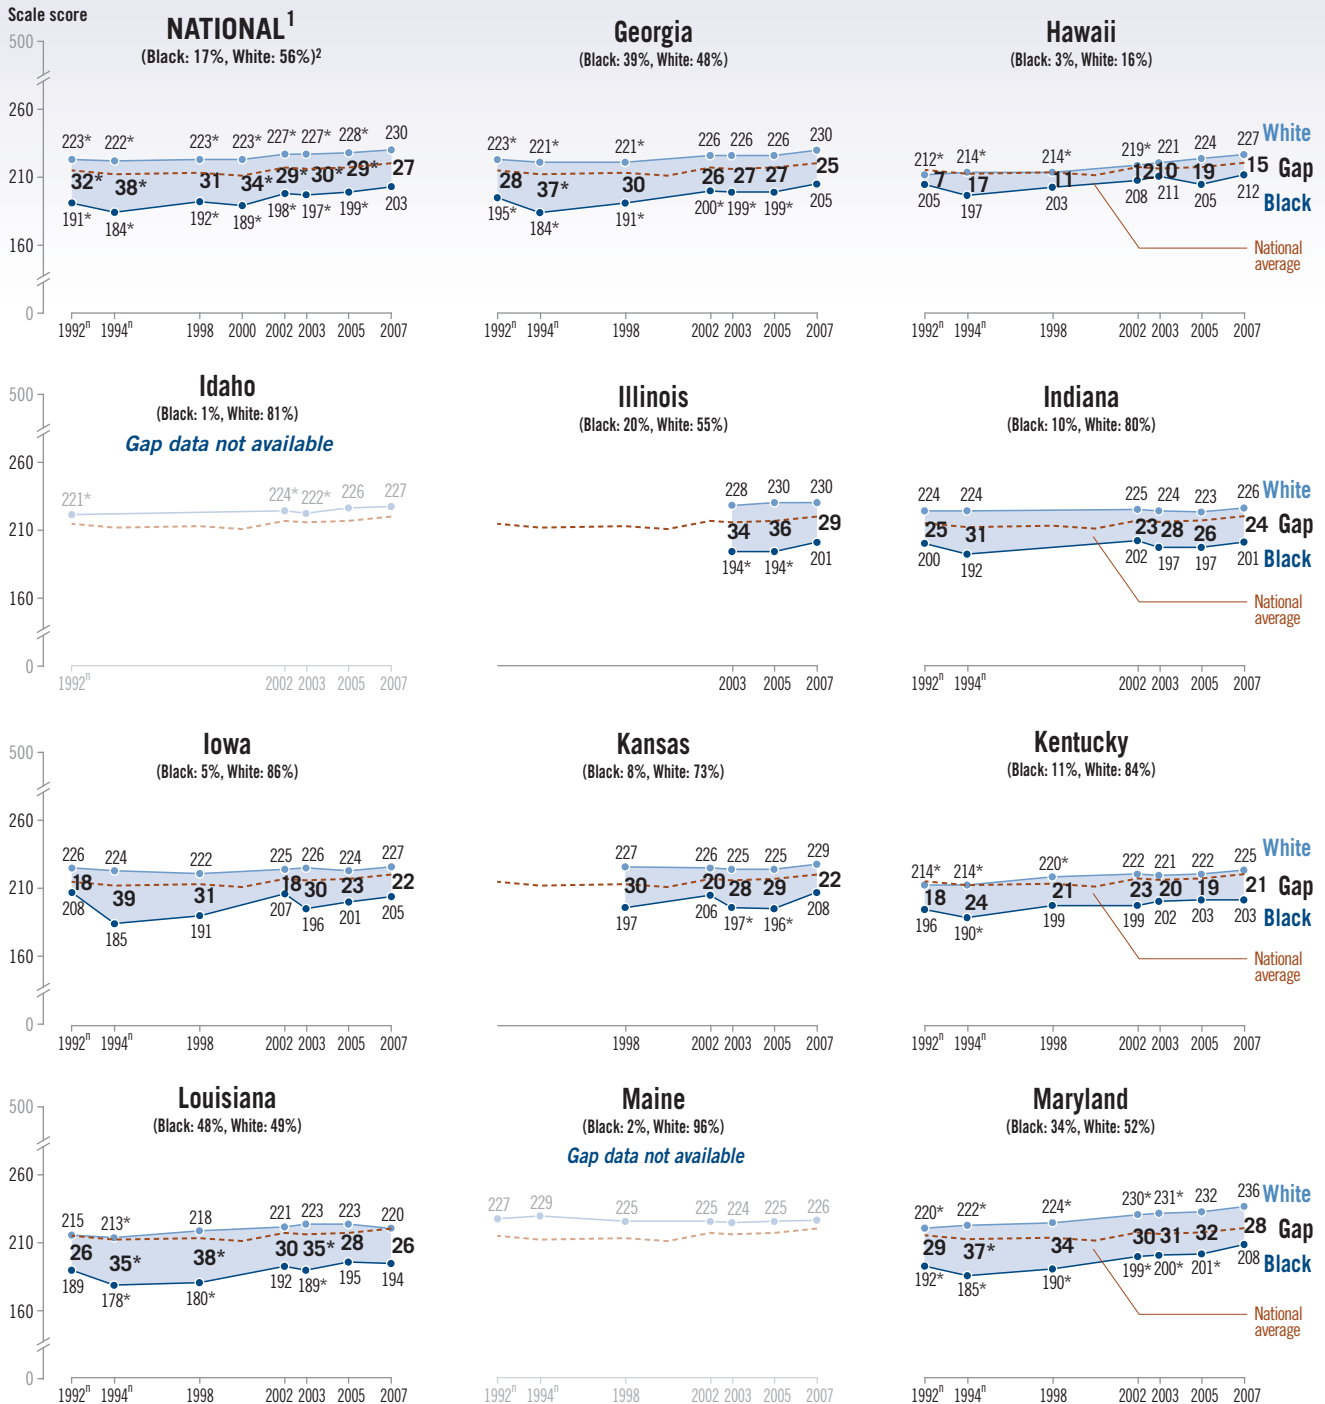 Scale score
NATIONAL¹
(Black: 17%, White: 56%)²
500
260
210
160
0
223* 222* 223* 223* 227* 227* 228* 230
32* 38* 31 34* 29* 30* 29* 27
191* 184* 192* 189* 198* 197* 199* 203
1992ⁿ 1994ⁿ 1998 2000 2002 2003 2005 2007
Georgia
(Black: 39%, White: 48%)
223* 221* 221* 226 226 226 230
28 37* 30 26 27 27 25
195* 184* 191* 200* 199* 199* 205
1992ⁿ 1994ⁿ 1998 2002 2003 2005 2007
Hawaii
(Black: 3%, White: 16%)
212* 214* 214* 219* 221 224 227
White
7 17 11 12 10 19 15 Gap
205 197 203 208 211 205 212
Black
National
average
1992ⁿ 1994ⁿ 1998 2002 2003 2005 2007
Idaho
(Black: 1%, White: 81%)
Gap data not available
500
260
210
160
0
221* 224* 222* 226 227
1992ⁿ 2002 2003 2005 2007
Illinois
(Black: 20%, White: 55%)
228 230 230
34 36 29
194* 194* 201
2003 2005 2007
Indiana
(Black: 10%, White: 80%)
224 224 225 224 223 226
White
25 31 23 28 26 24 Gap
200 192 202 197 197 201
Black
National
average
1992ⁿ 1994ⁿ 2002 2003 2005 2007
Iowa
(Black: 5%, White: 86%)
500
260
210
160
0
226 224 222 225 226 224 227
18 39 31 18 30 23 22
208 185 191 207 196 201 205
1992ⁿ 1994ⁿ 1998 2002 2003 2005 2007
Kansas
(Black: 8%, White: 73%)
227 226 225 225 229
30 20 28 29 22
197 206 197* 196* 208
1998 2002 2003 2005 2007
Kentucky
(Black: 11%, White: 84%)
214* 214* 220* 222 221 222 225
White
18 24 21 23 20 19 21 Gap
196 190* 199 199 202 203 203
Black
National
average
1992ⁿ 1994ⁿ 1998 2002 2003 2005 2007
Louisiana
(Black: 48%, White: 49%)
500
260
210
160
0
215 213* 218 221 223 223 220
26 35* 38* 30 35* 28 26
189 178* 180* 192 189* 195 194
1992ⁿ 1994ⁿ 1998 2002 2003 2005 2007
Maine
(Black: 2%, White: 96%)
Gap data not available
227 229 225 225 224 225 226
1992ⁿ 1994ⁿ 1998 2002 2003 2005 2007
Maryland
(Black: 34%, White: 52%)
220* 222* 224* 230* 231* 232 236
White
29 37* 34 30 31 32 28 Gap
192* 185* 190* 199* 200* 201* 208
Black
National
average
1992ⁿ 1994ⁿ 1998 2002 2003 2005 2007